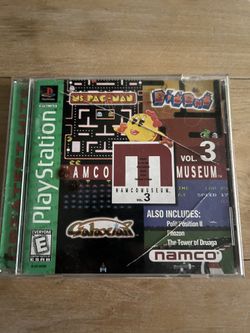 PlayStation
MS. PAC-MAN
DIG DUG
VOL. 3
NAMCO MUSEUM
M
NAMCOMUSEUM
VOL. 3
Galaxian
ALSO INCLUDES:
Pole Position II
Phozon
The Tower of Druaga
EVERYONE
E
ESRB
namco